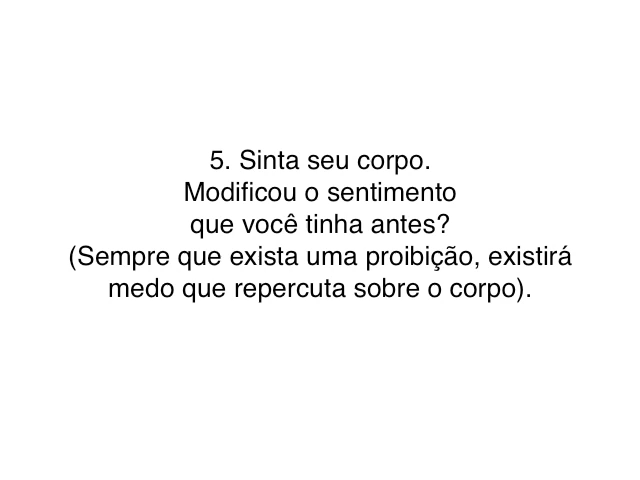 5. Sinta seu corpo.
Modificou o sentimento
que você tinha antes?
(Sempre que exista uma proibição, existirá
medo que repercuta sobre o corpo).